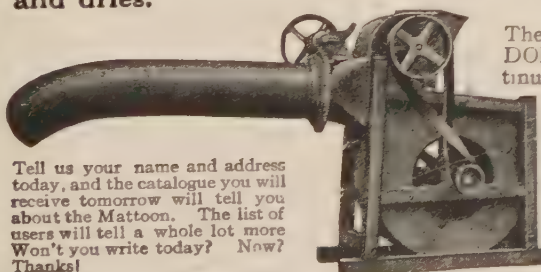 and dries.
The
DO
tinu
Tell us your name and address
today, and the catalogue you will
receive tomorrow will tell you
about the Mattoon. The list of
users will tell a whole lot more
Won't you write today? Now?
Thanks!